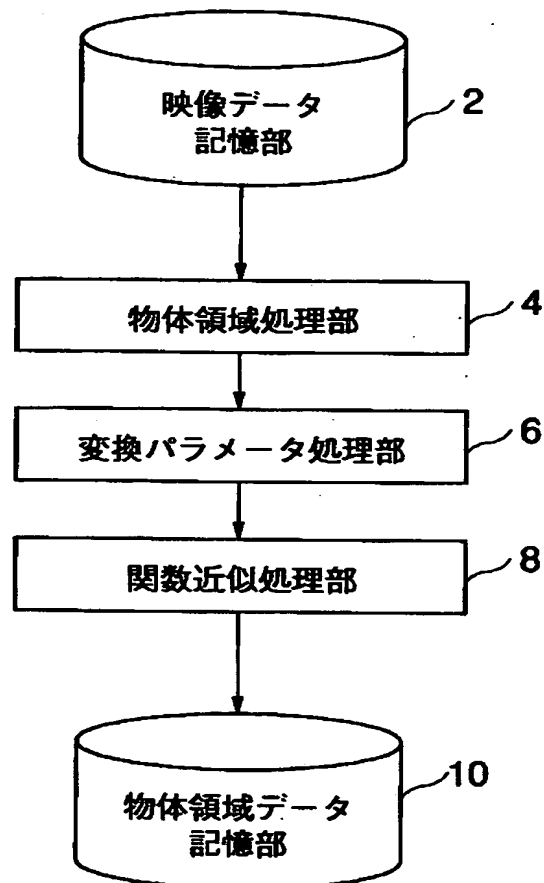 映像データ
記憶部
2
物体領域処理部
4
変換パラメータ処理部
6
関数近似処理部
8
物体領域データ
記憶部
10